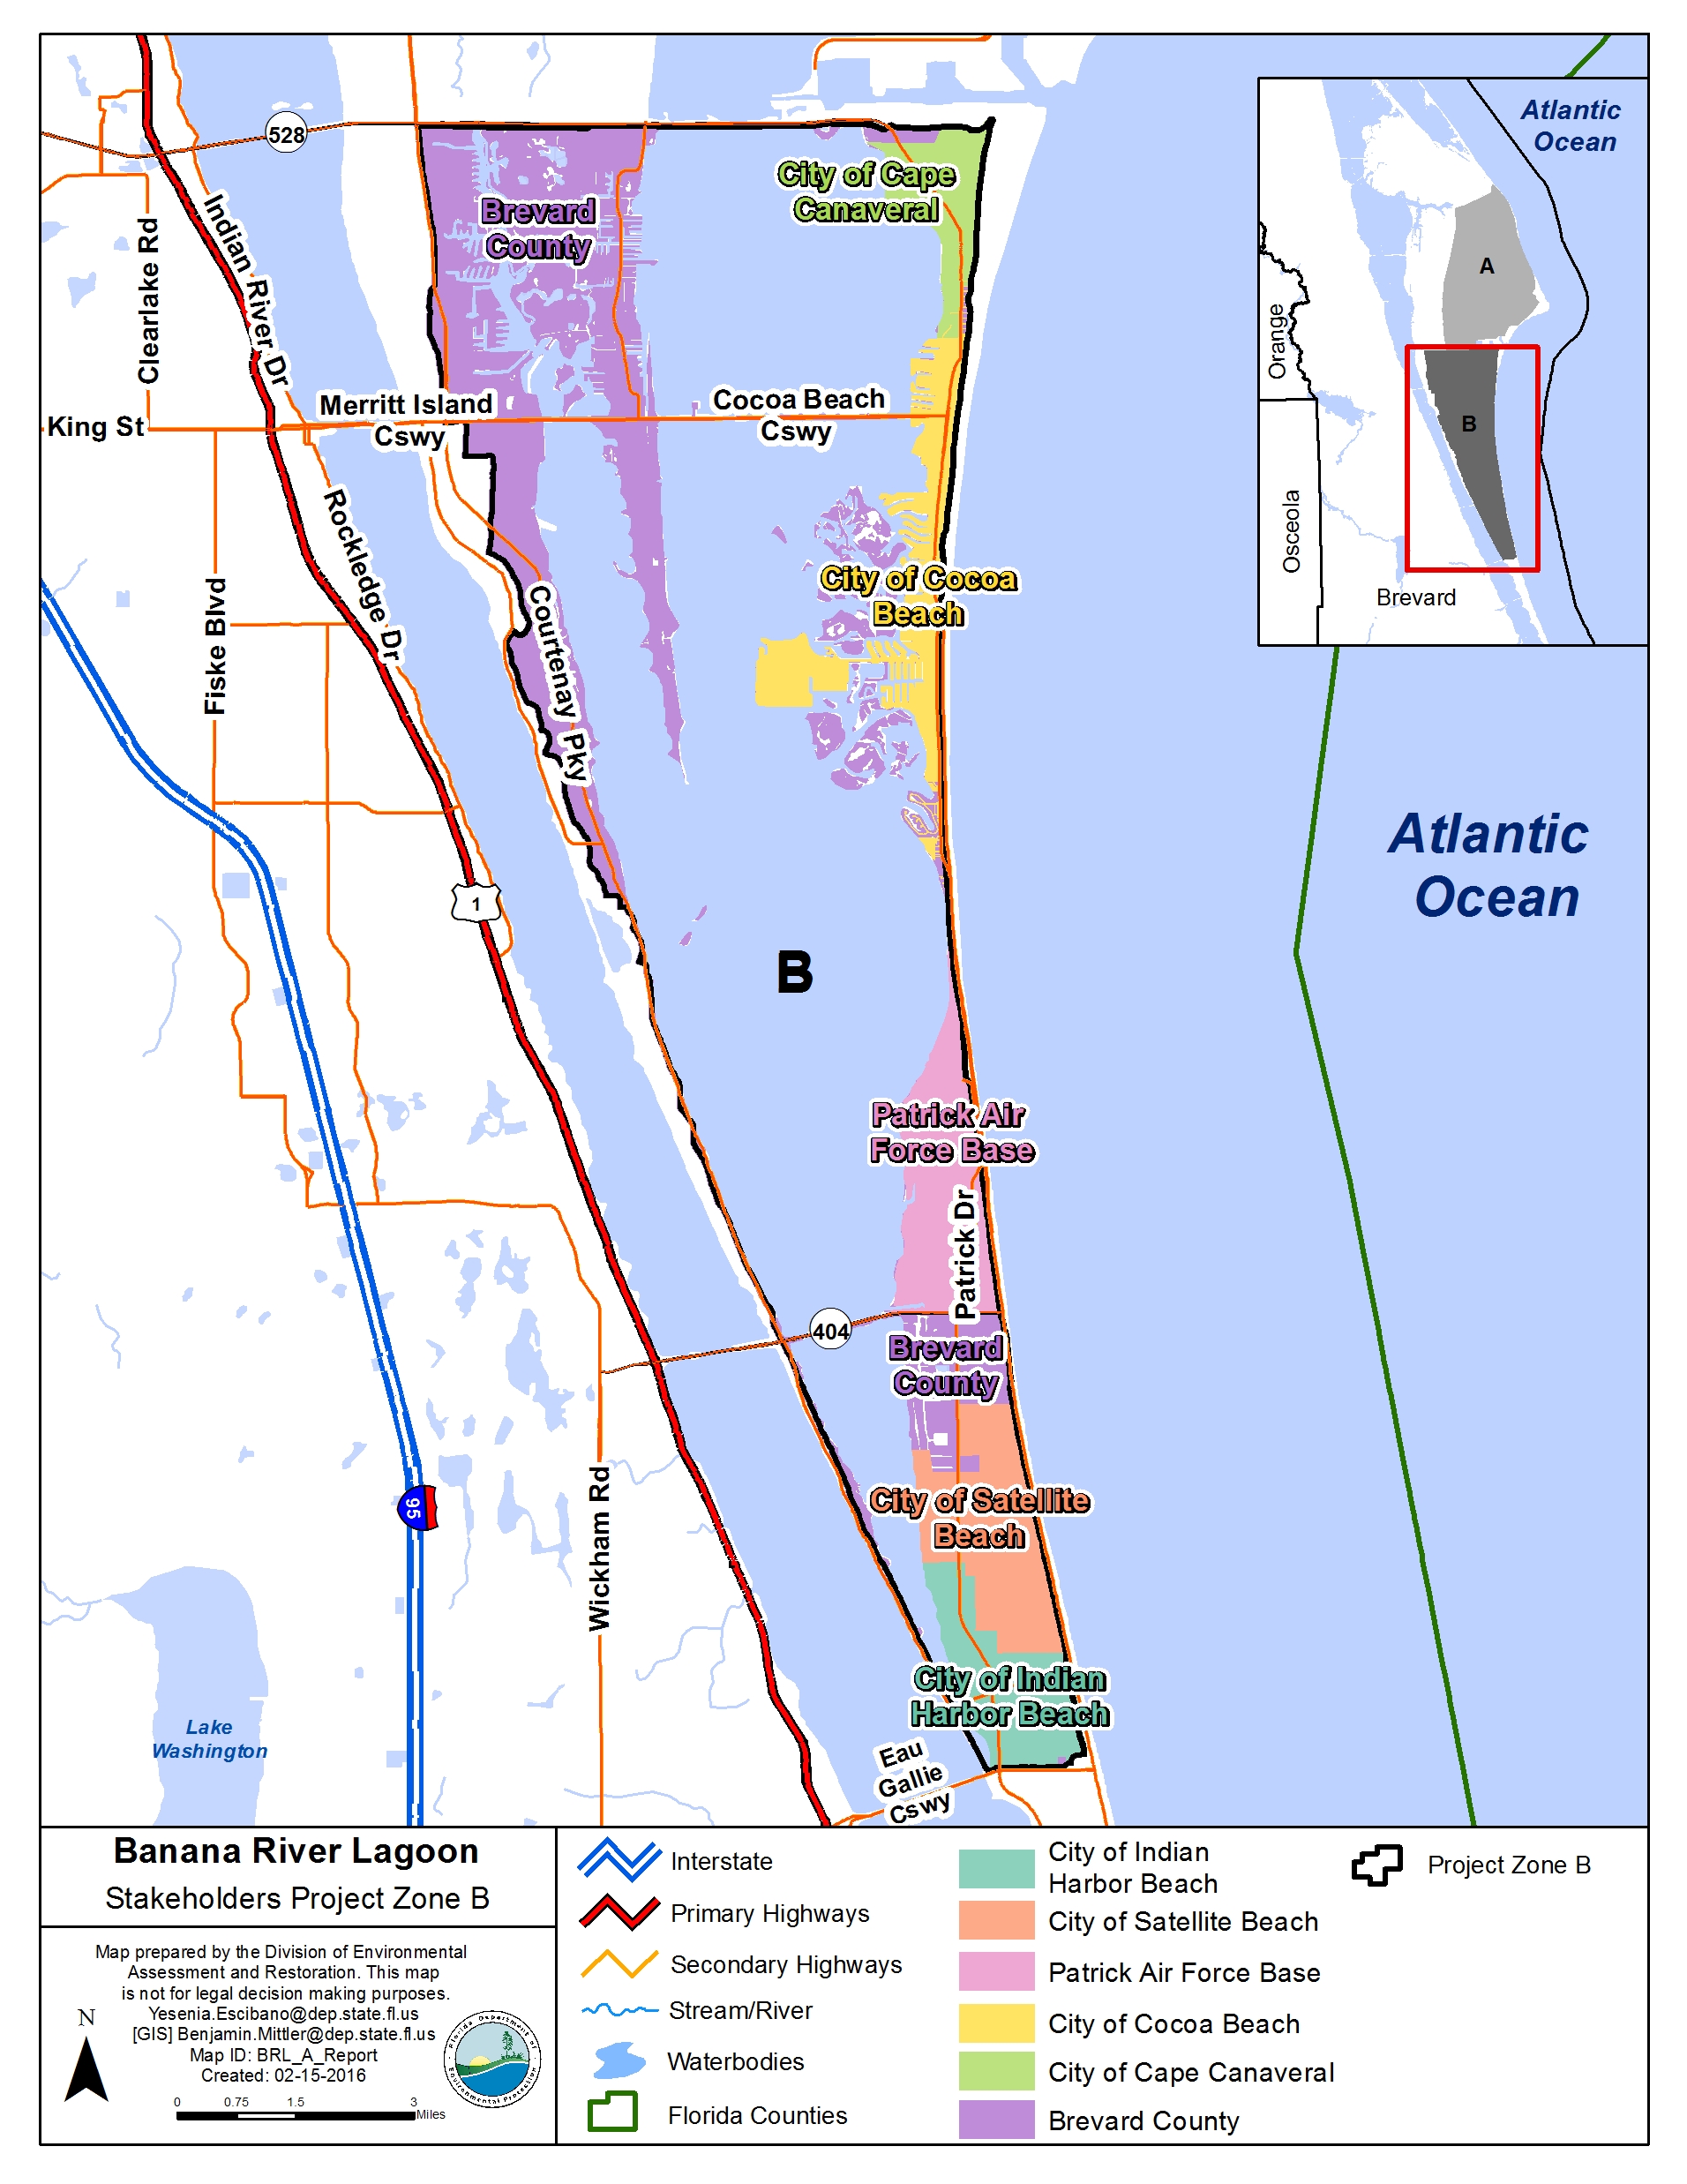 528
City of Cape
Canaveral
Brevard
County
Clearlake Rd
Indian River Dr
Merritt Island
Cswy
Cocoa Beach
Cswy
King St
Rockledge Dr
Fiske Blvd
Courtenay Pky
City of Cocoa
Beach
Atlantic
Ocean
A
B
Orange
Osceola
Brevard
Atlantic
Ocean
1
B
Patrick Air
Force Base
Patrick Dr
404
Brevard
County
95
Wickham Rd
City of Satellite
Beach
City of Indian
Harbor Beach
Eau
Gallie
Cswy
Lake
Washington
Banana River Lagoon
Stakeholders Project Zone B
Map prepared by the Division of Environmental
Assessment and Restoration. This map
is not for legal decision making purposes.
Yesenia.Escibano@dep.state.fl.us
[GIS] Benjamin.Mittler@dep.state.fl.us
Map ID: BRL_A_Report
Created: 02-15-2016
N
0 0.75 1.5 3
Miles
Florida Department of
Environmental Protection
Interstate
Primary Highways
Secondary Highways
Stream/River
Waterbodies
Florida Counties
City of Indian
Harbor Beach
City of Satellite Beach
Patrick Air Force Base
City of Cocoa Beach
City of Cape Canaveral
Brevard County
Project Zone B